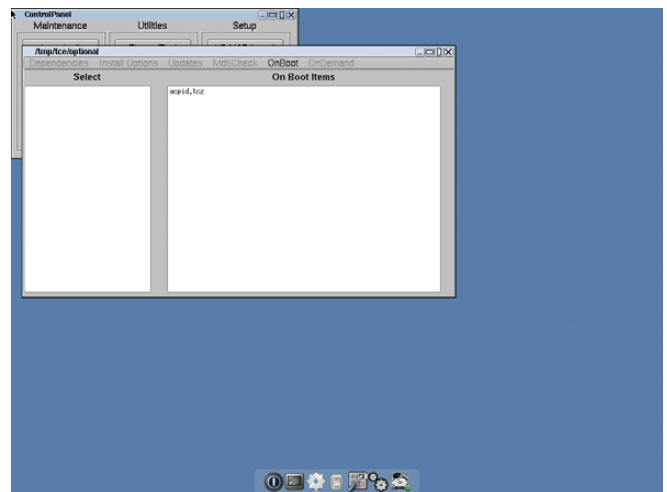 ControlPanel
Maintenance Utilities Setup
/tmp/tce/optional
Dependencies Install Options Updates Md5Check OnBoot OnDemand
Select On Boot Items
acpid.tcz